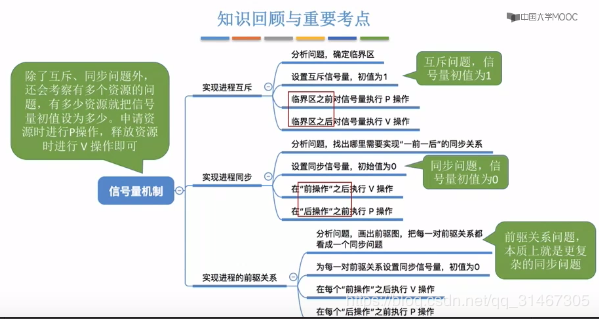 知识回顾与重要考点
中国大学MOOC
除了互斥、同步问题外，
还会考察有多个资源的问
题，有多少资源就把信号
量初值设为多少。申请资
源时进行P操作，释放资源
时进行 V 操作即可
信号量机制
实现进程互斥
分析问题，确定临界区
设置互斥信号量，初值为1
临界区之前对信号量执行 P 操作
临界区之后对信号量执行 V 操作
互斥问题，信
号量初值为1
实现进程同步
分析问题，找出哪里需要实现“一前一后”的同步关系
设置同步信号量，初始值为0
在“前操作”之后执行 V 操作
在“后操作”之前执行 P 操作
同步问题，信
号量初值为0
实现进程的前驱关系
分析问题，画出前驱图，把每一对前驱关系都
看成一个同步问题
为每一对前驱关系设置同步信号量，初值为0
在每个“前操作”之后执行 V 操作
在每个“后操作”之前执行 P 操作
前驱关系问题，
本质上就是更复
杂的同步问题
https://blog.csdn.net/qq_31467305